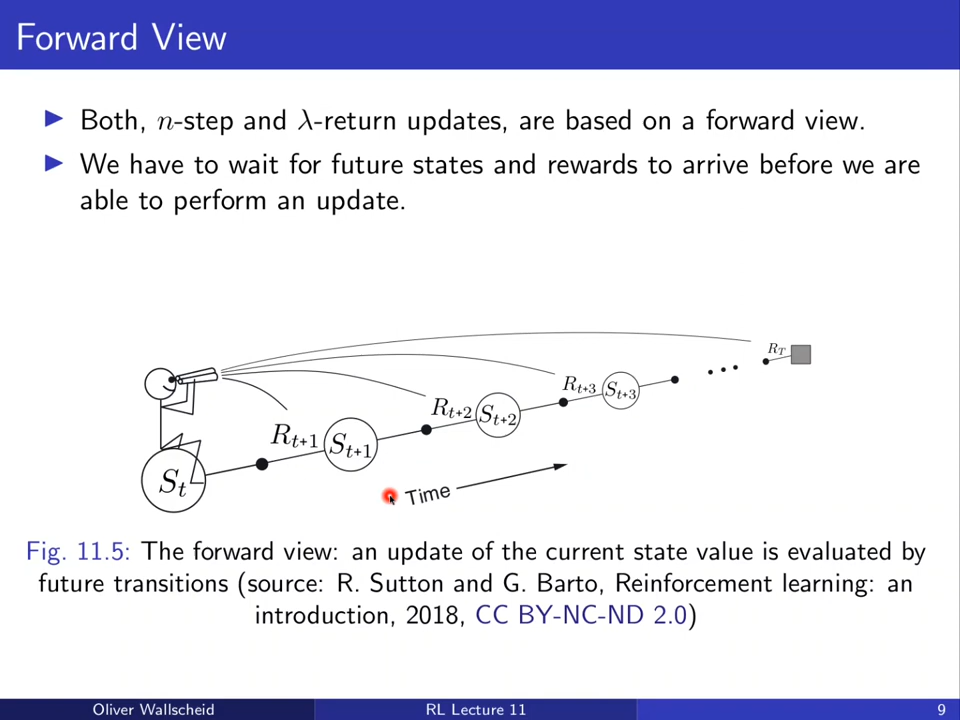 Forward View
Both, n-step and λ-return updates, are based on a forward view.
We have to wait for future states and rewards to arrive before we are
able to perform an update.
R_T
R_{t+3} S_{t+3}
R_{t+2} S_{t+2}
R_{t+1} S_{t+1}
S_t
Time
Fig. 11.5: The forward view: an update of the current state value is evaluated by
future transitions (source: R. Sutton and G. Barto, Reinforcement learning: an
introduction, 2018, CC BY-NC-ND 2.0)
Oliver Wallscheid
RL Lecture 11
9